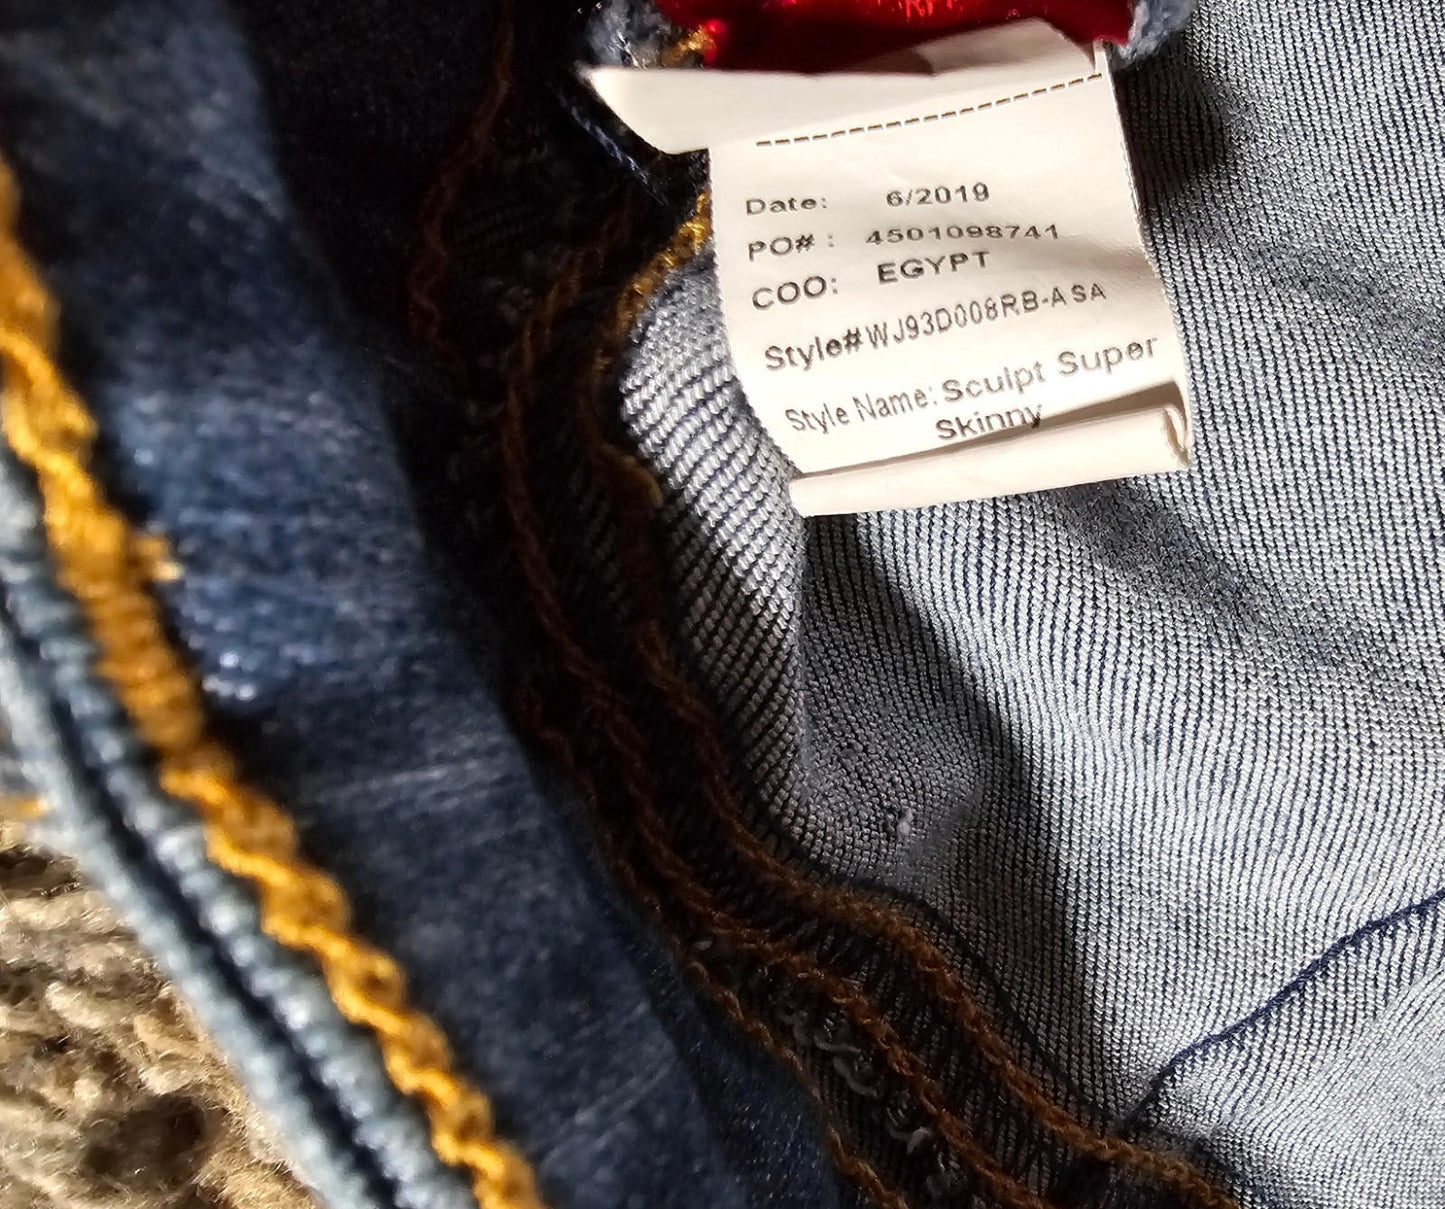 Date: 6/2019
PO# : 4501098741
COO: EGYPT
Style# WJ93D008RB-ASA
Style Name: Sculpt Super
Skinny